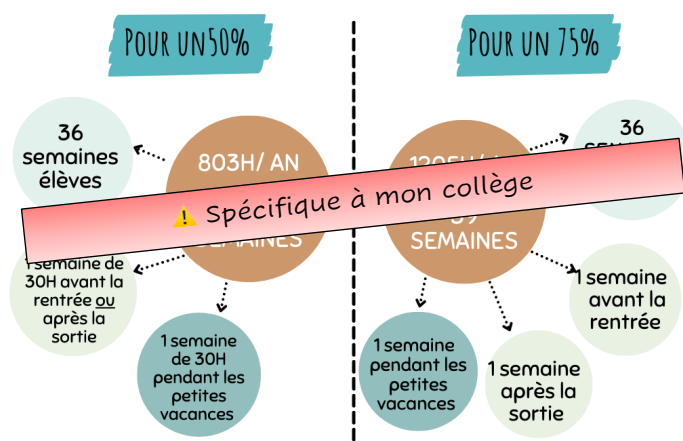 POUR UN 50%
36
semaines
élèves
803H/ AN
SEMAINES
1 semaine de
30H avant la
rentrée ou
après la
sortie
1 semaine
de 30H
pendant les
petites
vacances
⚠️ Spécifique à mon collège
POUR UN 75%
36
SEMAINES
1 semaine
avant la
rentrée
1 semaine
après la
sortie
1 semaine
pendant les
petites
vacances